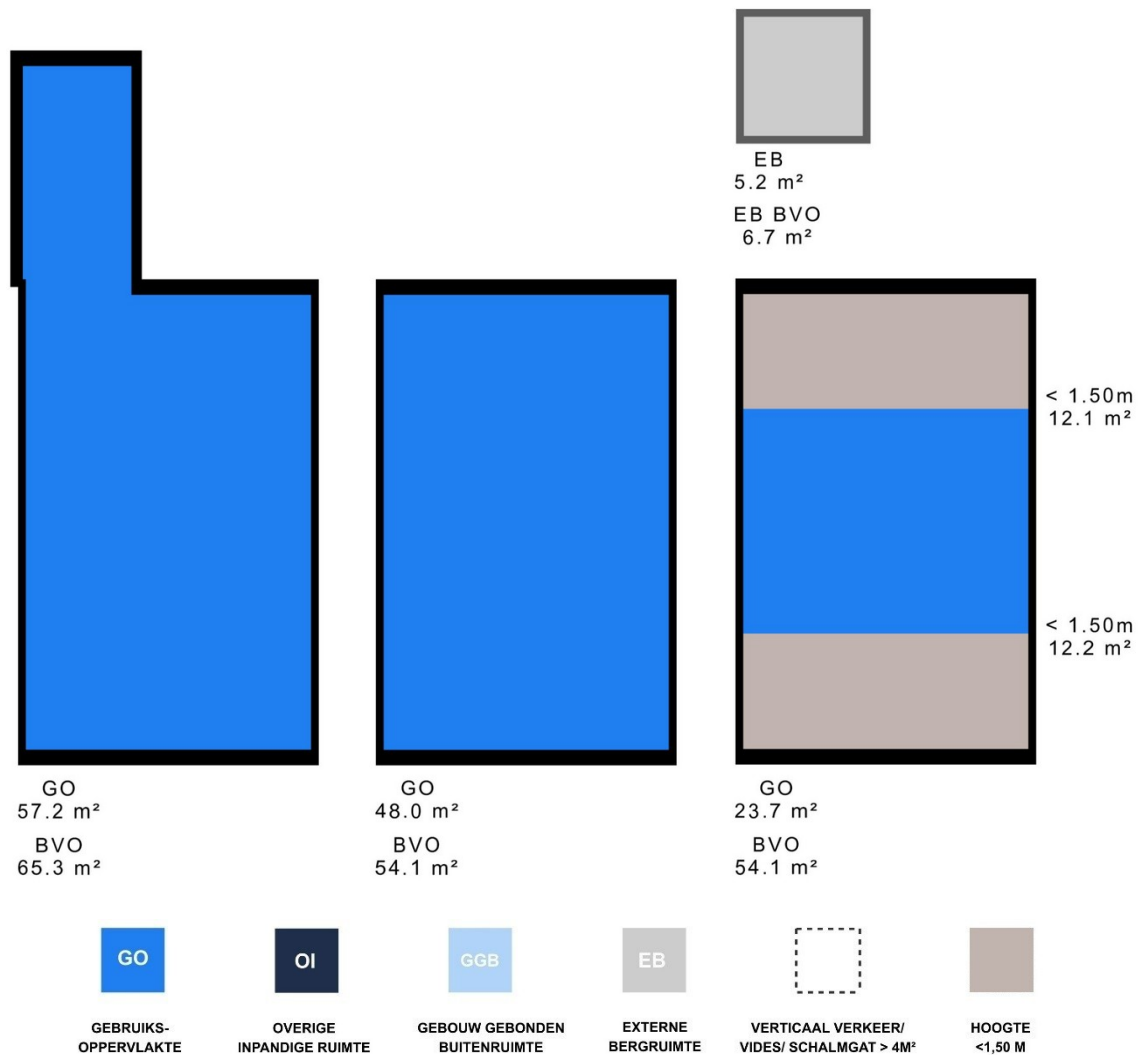 EB
5.2 m²
EB BVO
6.7 m²
< 1.50m
12.1 m²
< 1.50m
12.2 m²
GO
57.2 m²
BVO
65.3 m²
GO
48.0 m²
BVO
54.1 m²
GO
23.7 m²
BVO
54.1 m²
GO
OI
GGB
EB
GEBRUIKS-
OPPERVLAKTE
OVERIGE
INPANDIGE RUIMTE
GEBOUW GEBONDEN
BUITENRUIMTE
EXTERNE
BERGRUIMTE
VERTICAAL VERKEER/
VIDES/ SCHALMGAT > 4M²
HOOGTE
<1,50 M